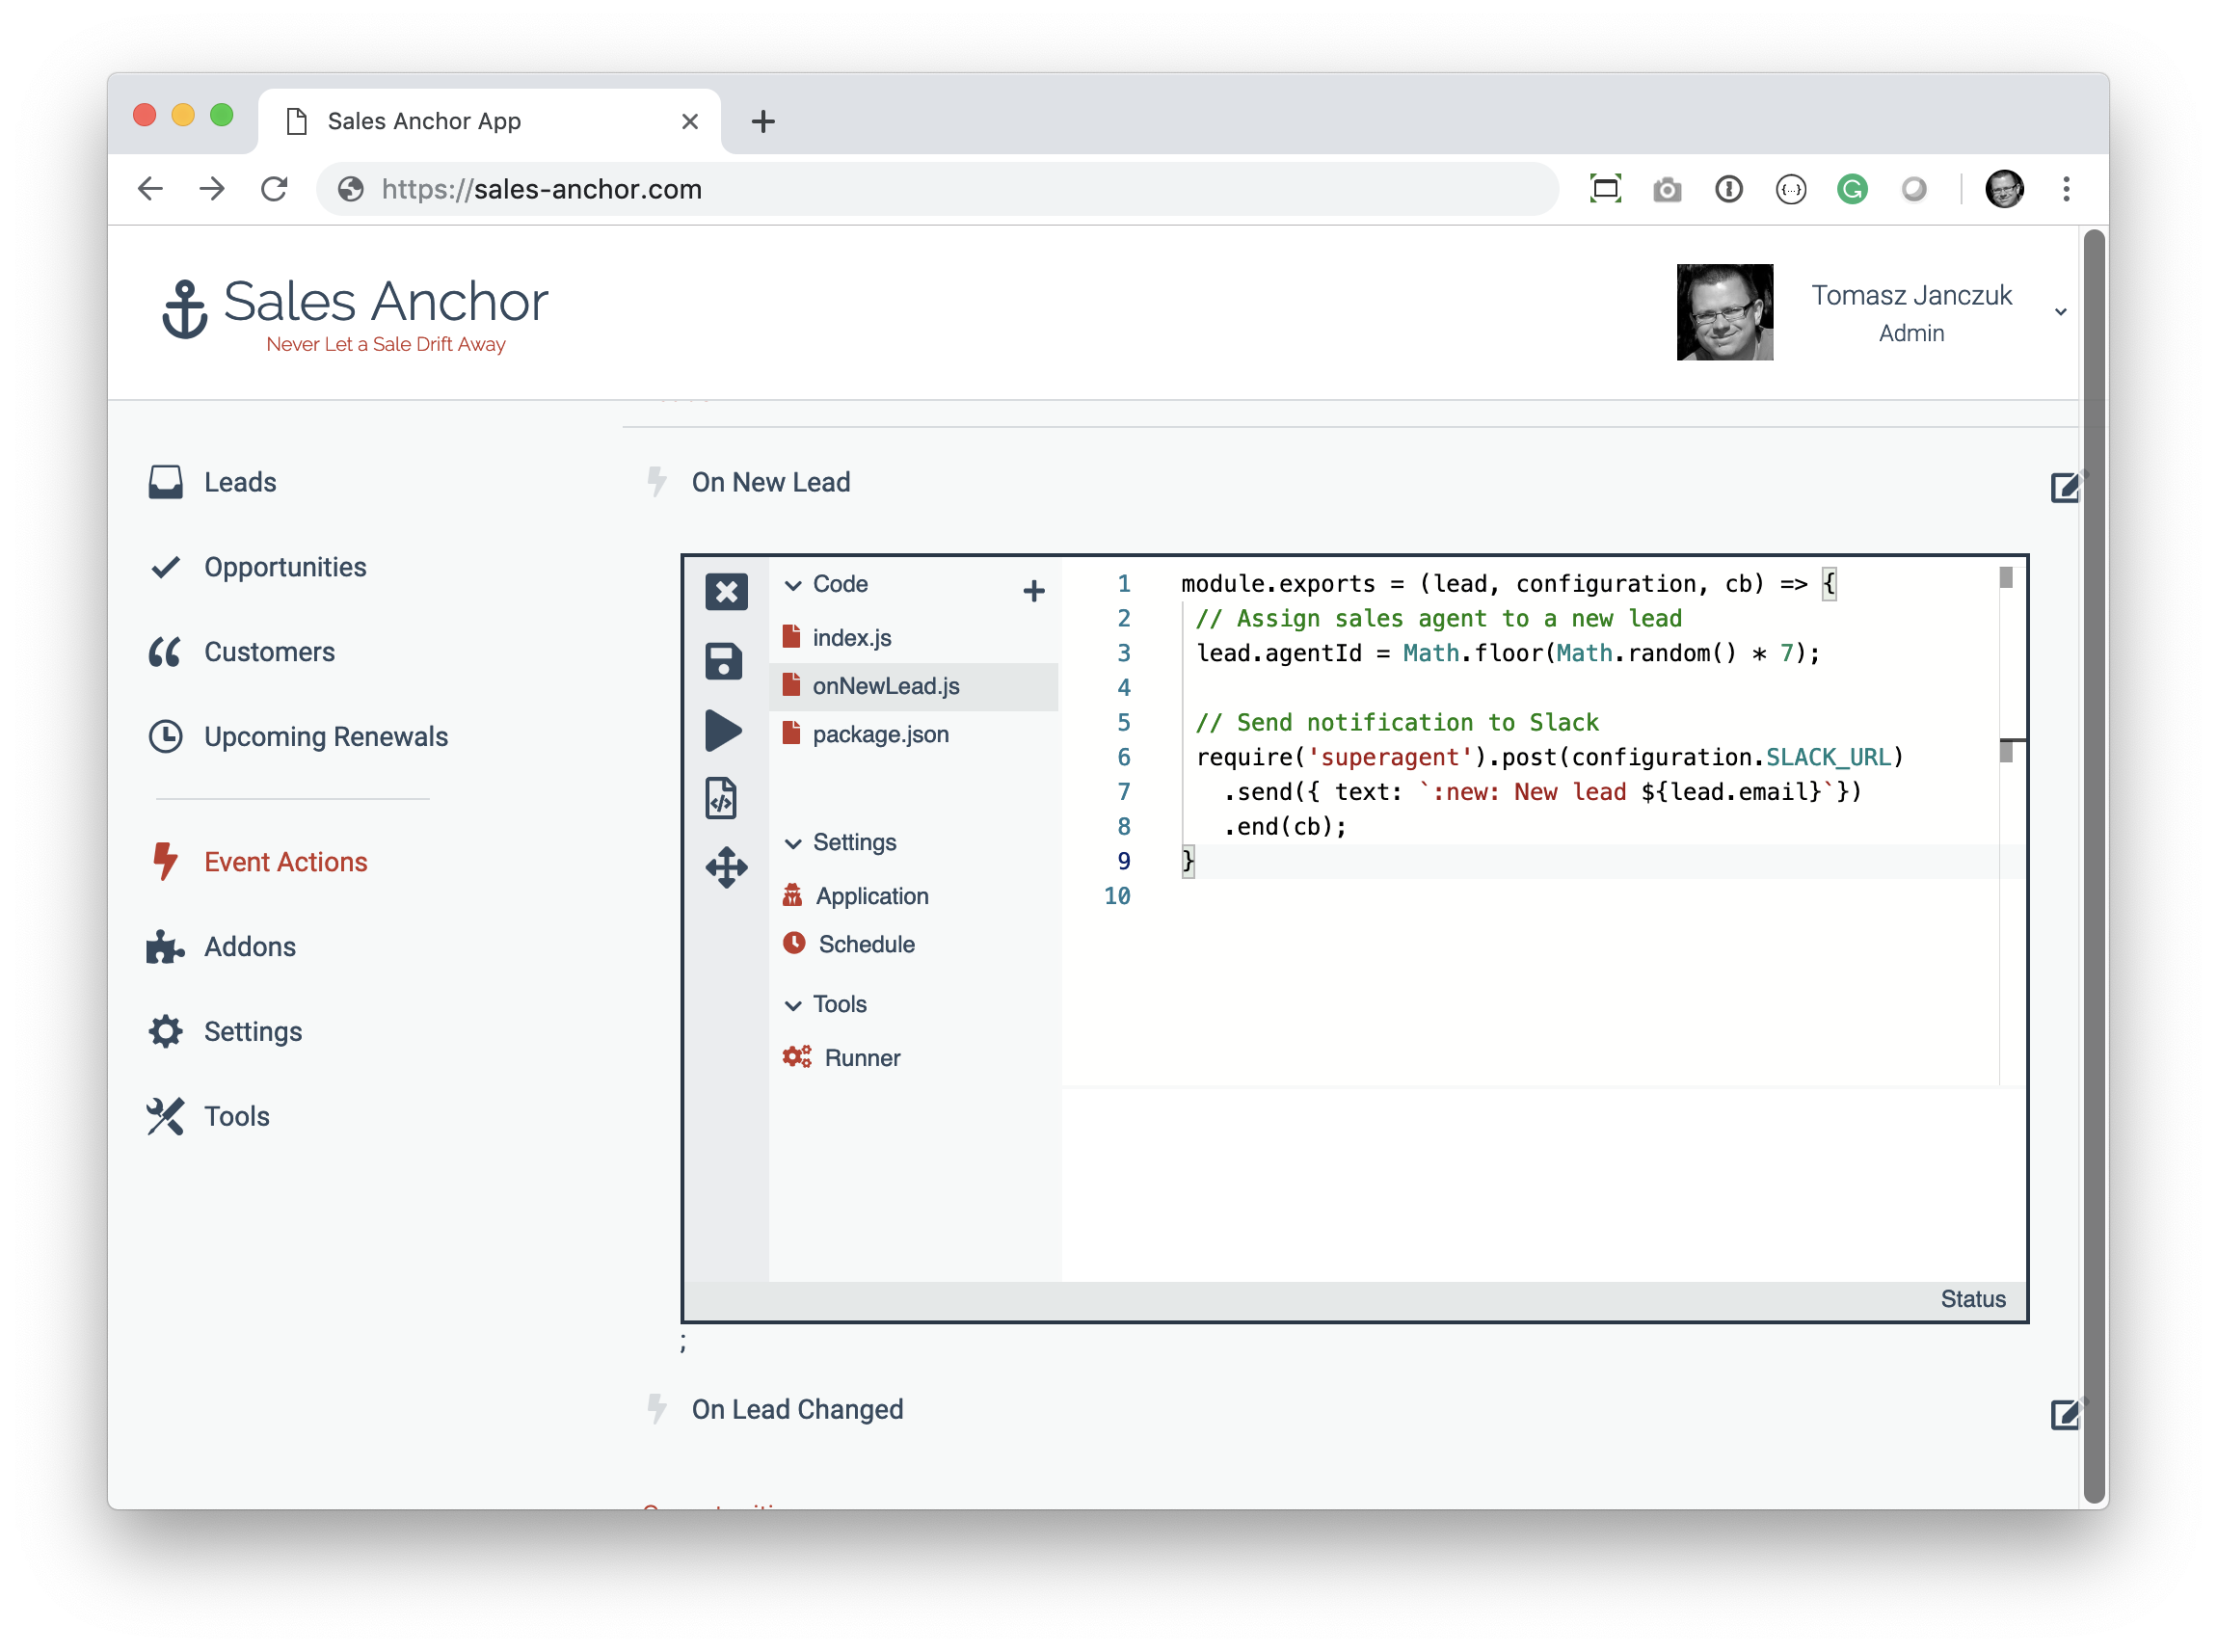 Sales Anchor App
https://sales-anchor.com
Sales Anchor
Never Let a Sale Drift Away
Tomasz Janczuk
Admin
Leads
Opportunities
Customers
Upcoming Renewals
Event Actions
Addons
Settings
Tools
On New Lead
Code
index.js
onNewLead.js
package.json
Settings
Application
Schedule
Tools
Runner
1 module.exports = (lead, configuration, cb) => {
2 // Assign sales agent to a new lead
3 lead.agentId = Math.floor(Math.random() * 7);
4
5 // Send notification to Slack
6 require('superagent').post(configuration.SLACK_URL)
7 .send({ text: `:new: New lead ${lead.email}`})
8 .end(cb);
9 }
10
Status
;
On Lead Changed